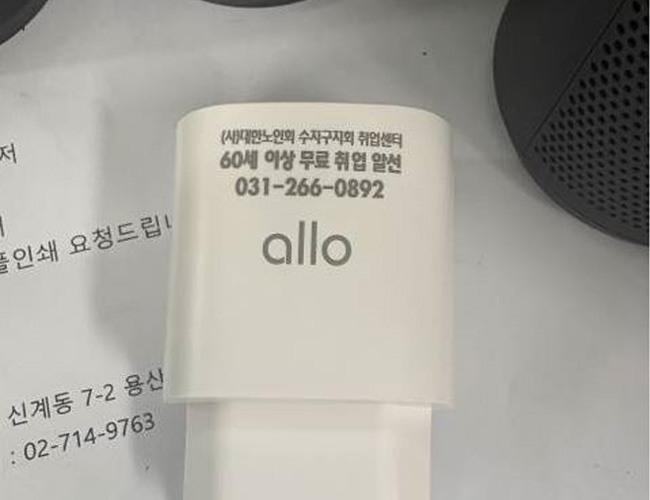 (사)대한노인회 수지구지회 취업센터
60세 이상 무료 취업 알선
031-266-0892
allo
저
플인쇄 요청드립니
신계동 7-2 용산
: 02-714-9763